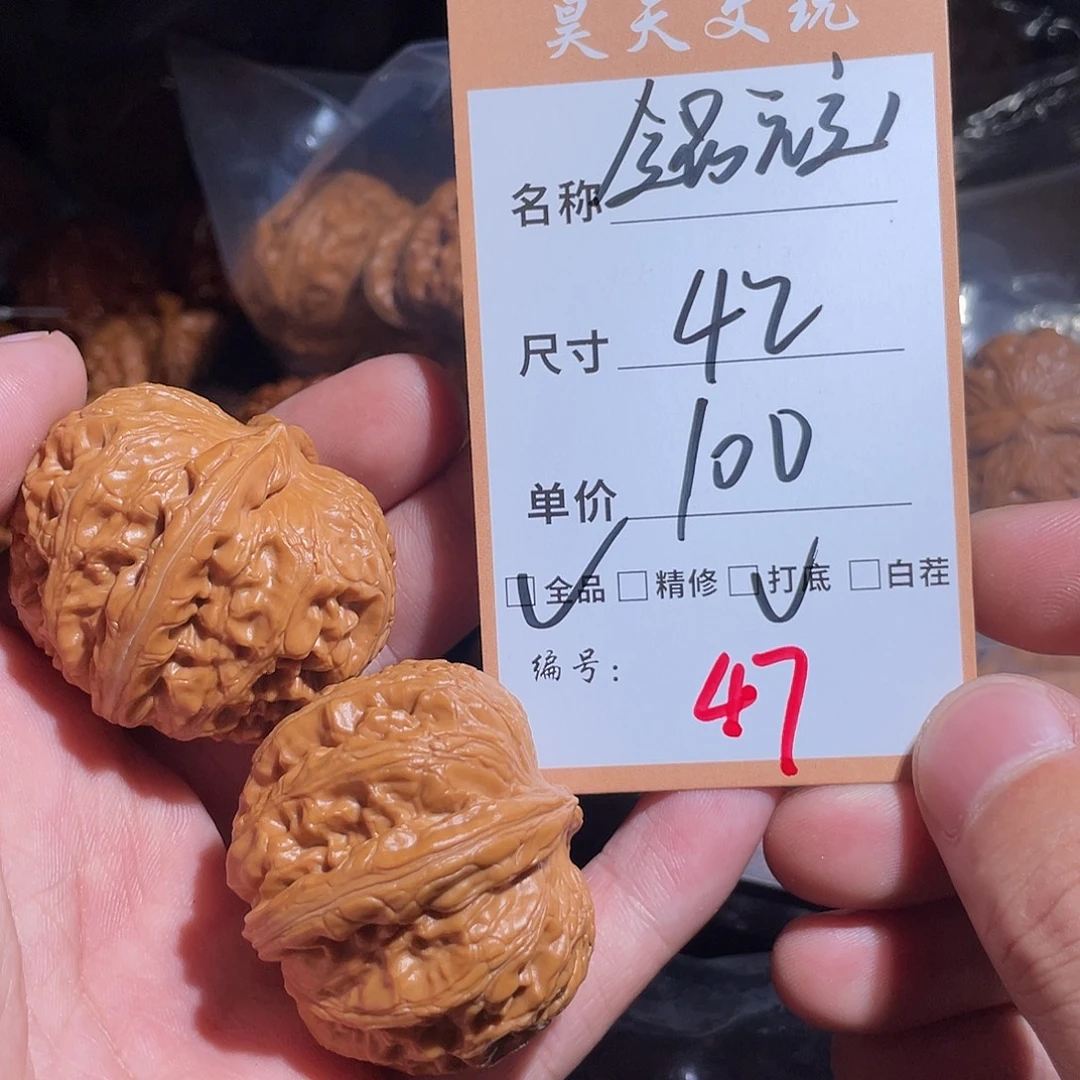 昊天文玩
名称
尺寸 42
单价 100
全品 精修 打底 白茬
编号: 47